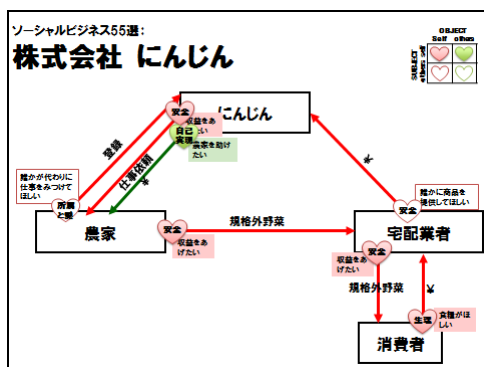 ソーシャルビジネス55選：
株式会社 にんじん
OBJECT
Self others
SUBJECT
others self
にんじん
安全
収益をあげ
たい
自己
実現
農家を助け
たい
登録
仕事依頼
¥
¥
誰かが代わりに
仕事をみつけて
ほしい
所属
と愛
農家
安全
収益をあ
げたい
規格外野菜
誰かに商品を
提供してほしい
安全
宅配業者
安全
収益をあ
げたい
規格外野菜
¥
生理
食糧がほ
しい
消費者